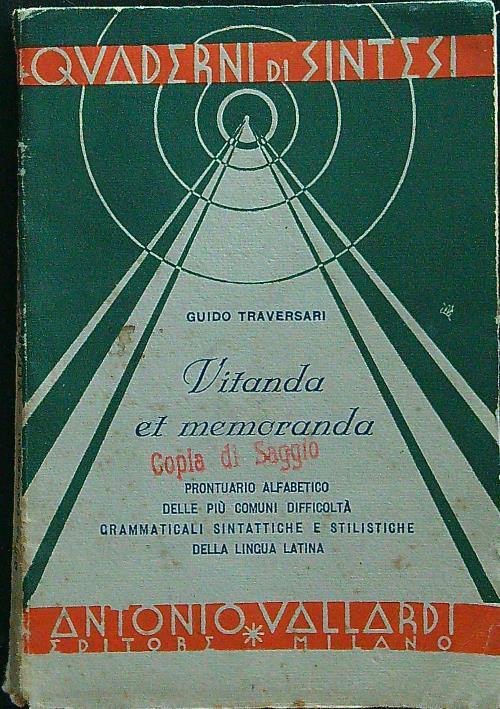 QVADERNI DI SINTESI
GUIDO TRAVERSARI
Vitanda
et memoranda
Copia di Saggio
PRONTUARIO ALFABETICO
DELLE PIÙ COMUNI DIFFICOLTÀ
GRAMMATICALI SINTATTICHE E STILISTICHE
DELLA LINGUA LATINA
ANTONIO VALLARDI
EDITORE * MILANO